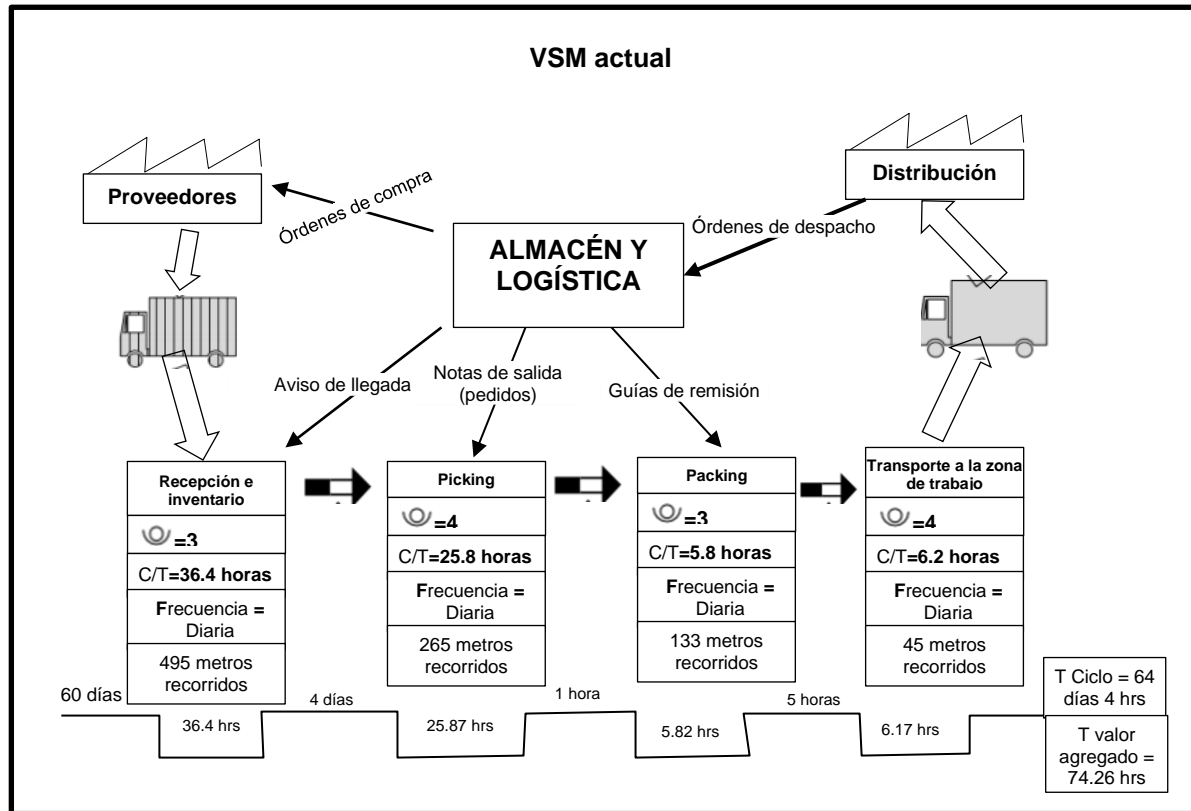 VSM actual
Proveedores
Órdenes de compra
Distribución
Órdenes de despacho
ALMACÉN Y
LOGÍSTICA
Aviso de llegada
Notas de salida
(pedidos)
Guías de remisión
Recepción e
inventario
=3
C/T=36.4 horas
Frecuencia =
Diaria
495 metros
recorridos
Picking
=4
C/T=25.8 horas
Frecuencia =
Diaria
265 metros
recorridos
Packing
=3
C/T=5.8 horas
Frecuencia =
Diaria
133 metros
recorridos
Transporte a la zona
de trabajo
=4
C/T=6.2 horas
Frecuencia =
Diaria
45 metros
recorridos
60 días
36.4 hrs
4 días
25.87 hrs
1 hora
5.82 hrs
5 horas
6.17 hrs
T Ciclo = 64
días 4 hrs
T valor
agregado =
74.26 hrs